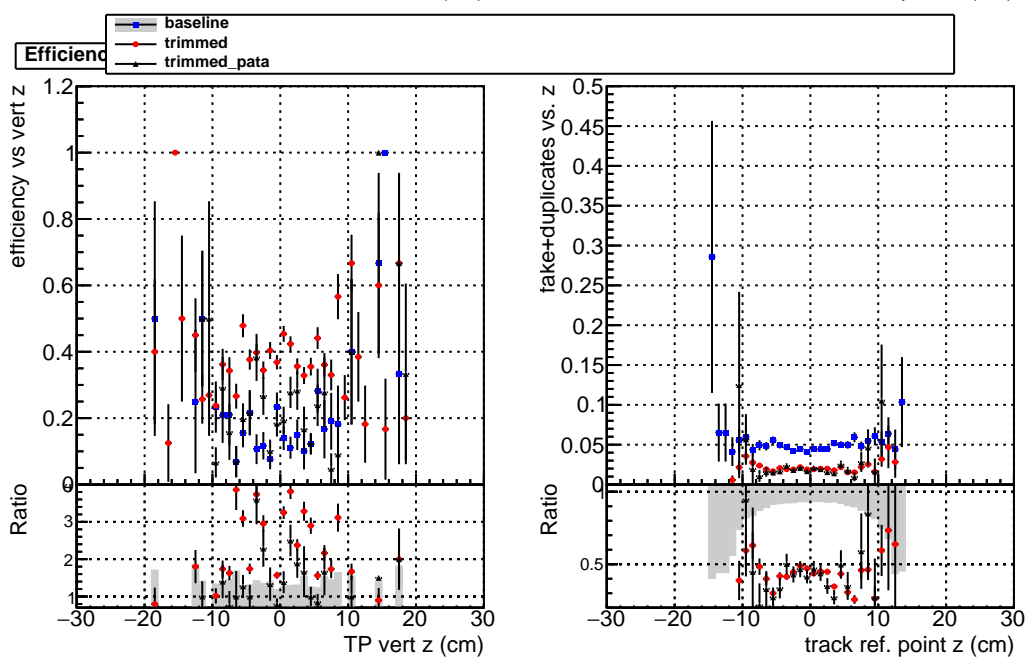 baseline
trimmed
trimmed_pata
Efficienc
efficiency vs vert z
1.2
1
0.8
0.6
0.4
0.2
0
Ratio
3
2
1
−30 −20 −10 0 10 20 30
TP vert z (cm)
fake+duplicates vs. z
0.5
0.45
0.4
0.35
0.3
0.25
0.2
0.15
0.1
0.05
0
Ratio
0.5
−30 −20 −10 0 10 20 30
track ref. point z (cm)